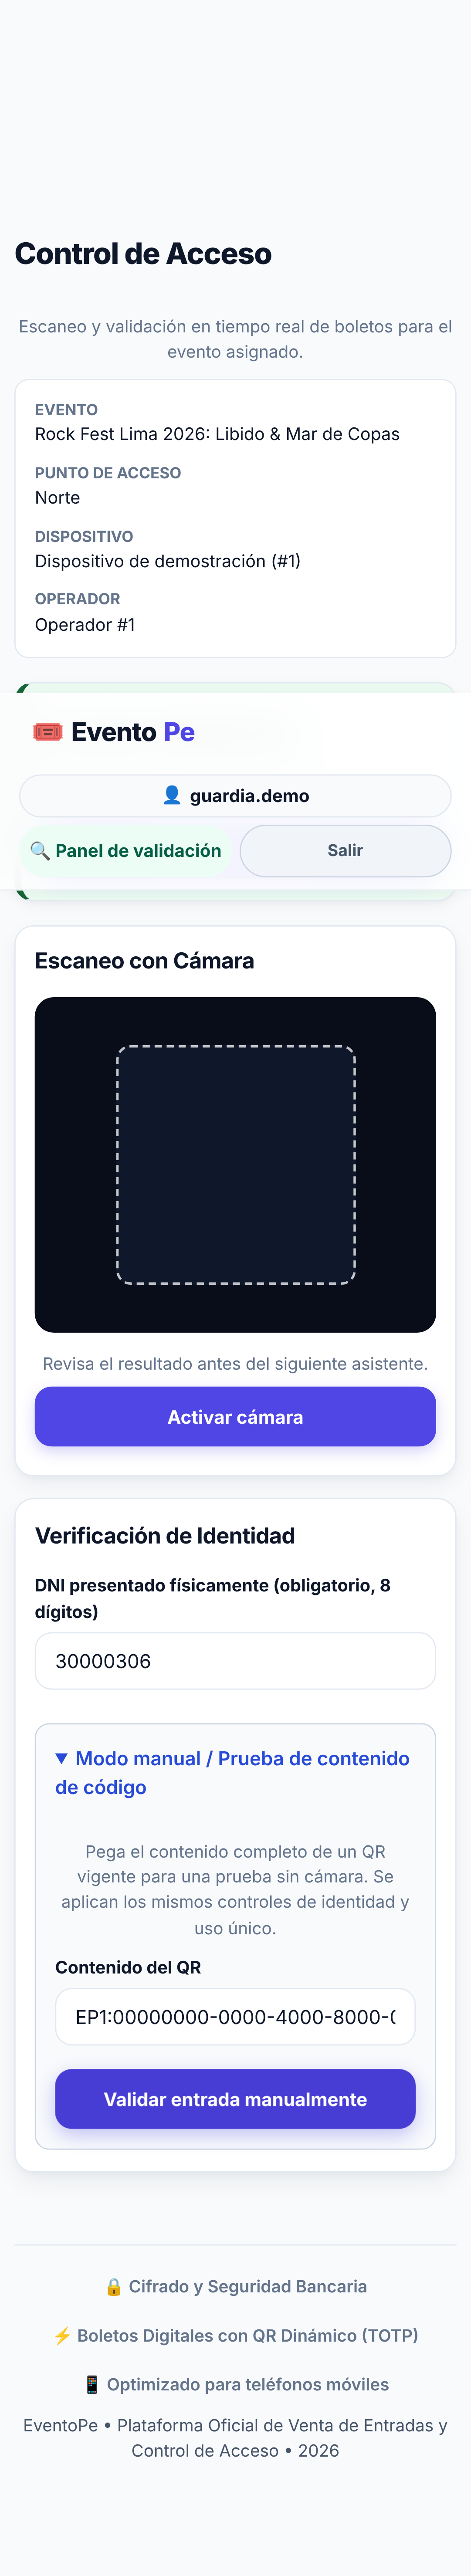 Control de Acceso
Escaneo y validación en tiempo real de boletos para el
evento asignado.
EVENTO
Rock Fest Lima 2026: Libido & Mar de Copas
PUNTO DE ACCESO
Norte
DISPOSITIVO
Dispositivo de demostración (#1)
OPERADOR
Operador #1
🎟️ Evento Pe
👤 guardia.demo
🔍 Panel de validación
Salir
Escaneo con Cámara
Revisa el resultado antes del siguiente asistente.
Activar cámara
Verificación de Identidad
DNI presentado físicamente (obligatorio, 8
dígitos)
30000306
▼ Modo manual / Prueba de contenido
de código
Pega el contenido completo de un QR
vigente para una prueba sin cámara. Se
aplican los mismos controles de identidad y
uso único.
Contenido del QR
EP1:00000000-0000-4000-8000-
Validar entrada manualmente
🔒 Cifrado y Seguridad Bancaria
⚡ Boletos Digitales con QR Dinámico (TOTP)
📱 Optimizado para teléfonos móviles
EventoPe • Plataforma Oficial de Venta de Entradas y
Control de Acceso • 2026